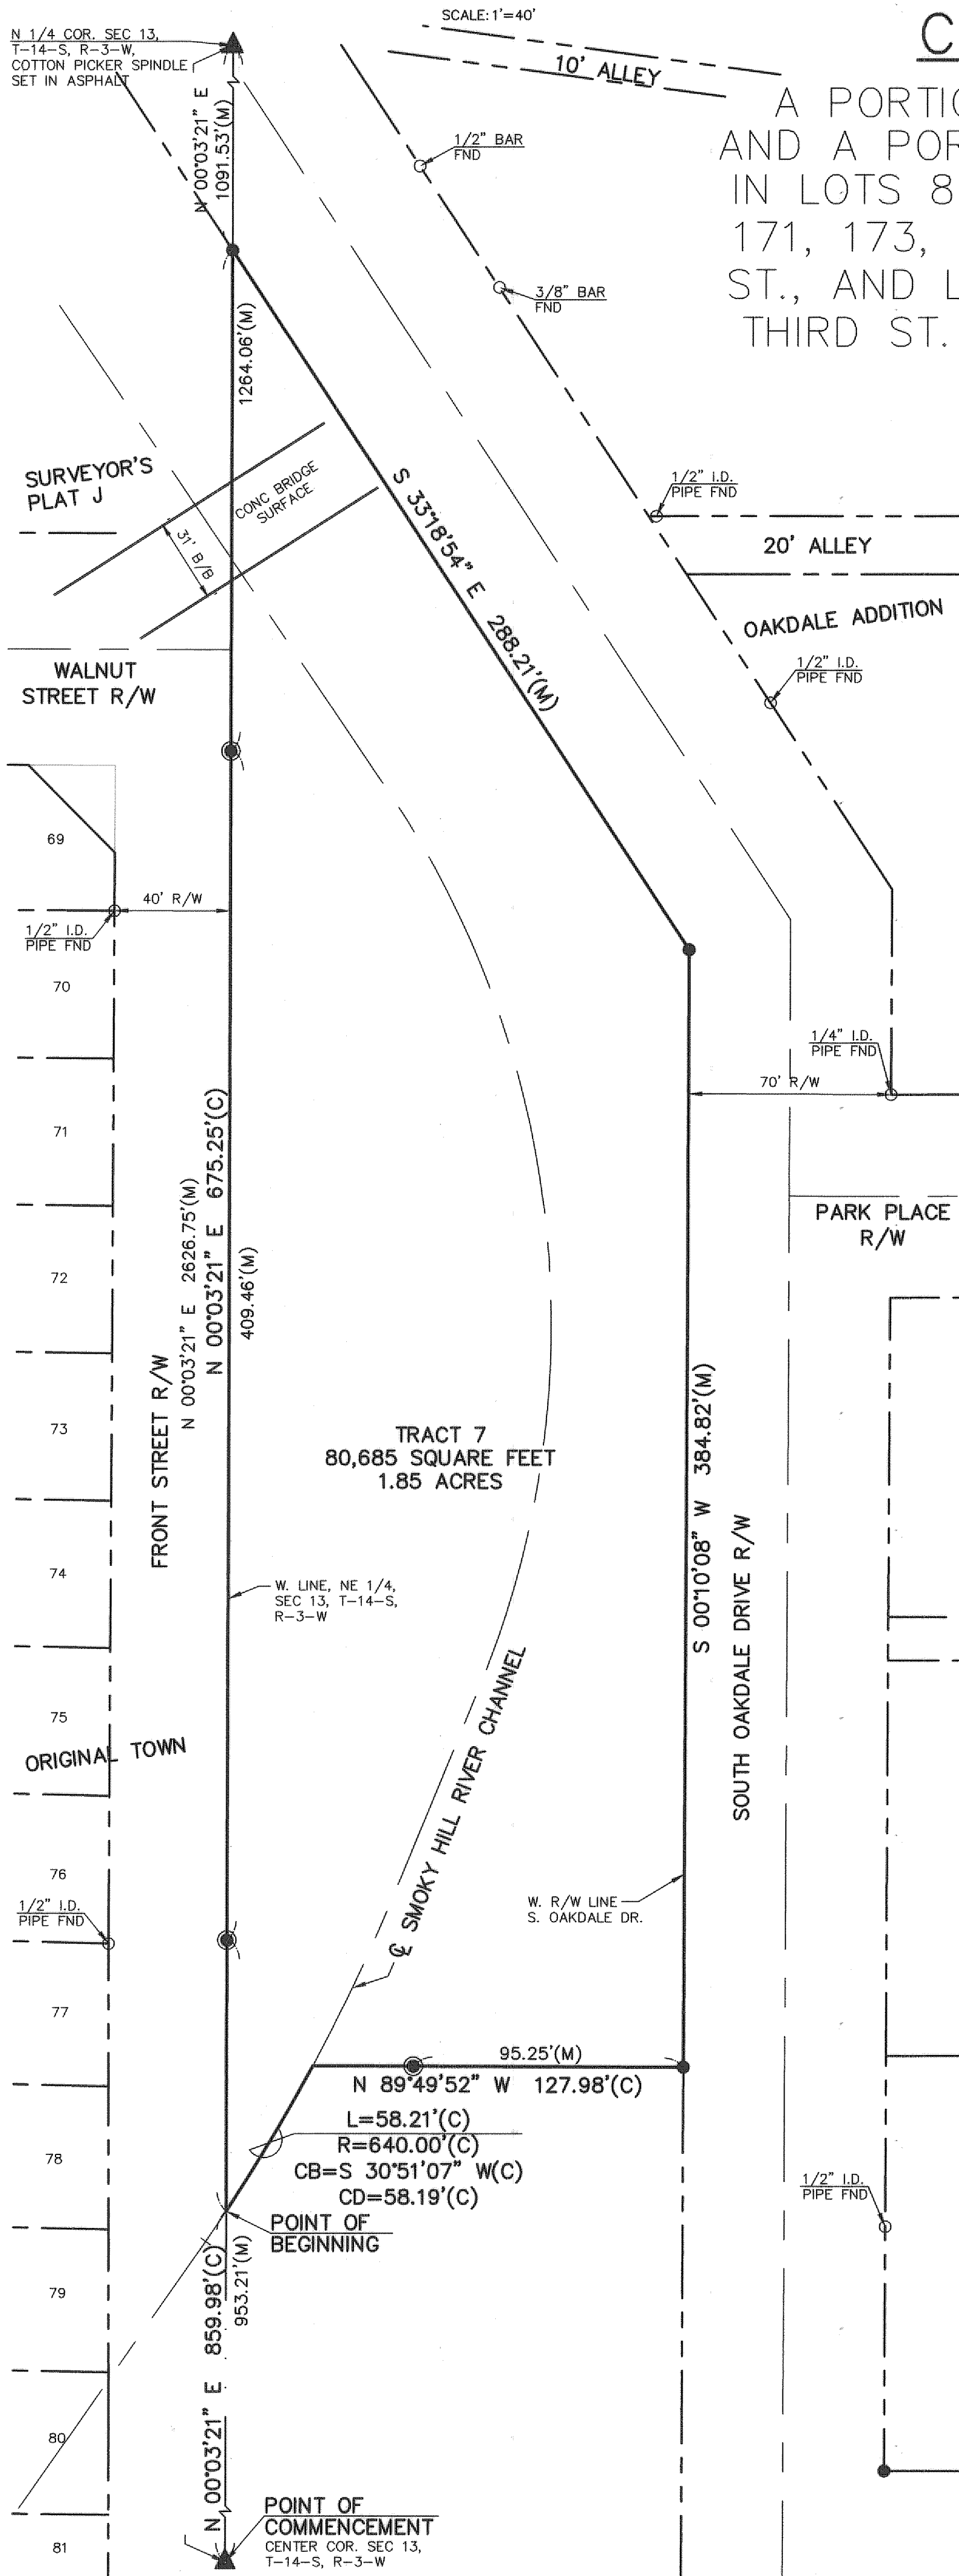 SCALE: 1'=40'
N 1/4 COR. SEC 13,
T-14-S, R-3-W,
COTTON PICKER SPINDLE
SET IN ASPHALT
10' ALLEY
C
A PORTIO
AND A POR
IN LOTS 8
171, 173,
ST., AND L
THIRD ST.
N 00°03'21" E
1091.53'(M)
1/2" BAR
FND
3/8" BAR
FND
1264.06'(M)
SURVEYOR'S
PLAT J
CONC BRIDGE
SURFACE
31' B/B
S 33°18'54" E 288.21'(M)
1/2" I.D.
PIPE FND
20' ALLEY
OAKDALE ADDITION
1/2" I.D.
PIPE FND
WALNUT
STREET R/W
69
40' R/W
1/2" I.D.
PIPE FND
70
1/4" I.D.
PIPE FND
70' R/W
71
PARK PLACE
R/W
72
N 00°03'21" E 2626.75'(M)
N 00°03'21" E 675.25'(C)
409.46'(M)
FRONT STREET R/W
73
TRACT 7
80,685 SQUARE FEET
1.85 ACRES
S 00°10'08" W 384.82'(M)
SOUTH OAKDALE DRIVE R/W
74
W. LINE, NE 1/4,
SEC 13, T-14-S,
R-3-W
75
ORIGINAL TOWN
℄ SMOKY HILL RIVER CHANNEL
76
1/2" I.D.
PIPE FND
W. R/W LINE
S. OAKDALE DR.
77
95.25'(M)
N 89°49'52" W 127.98'(C)
L=58.21'(C)
R=640.00'(C)
CB=S 30°51'07" W(C)
CD=58.19'(C)
78
1/2" I.D.
PIPE FND
POINT OF
BEGINNING
79
N 00°03'21" E 859.98'(C)
953.21'(M)
80
POINT OF
COMMENCEMENT
CENTER COR. SEC 13,
T-14-S, R-3-W
81